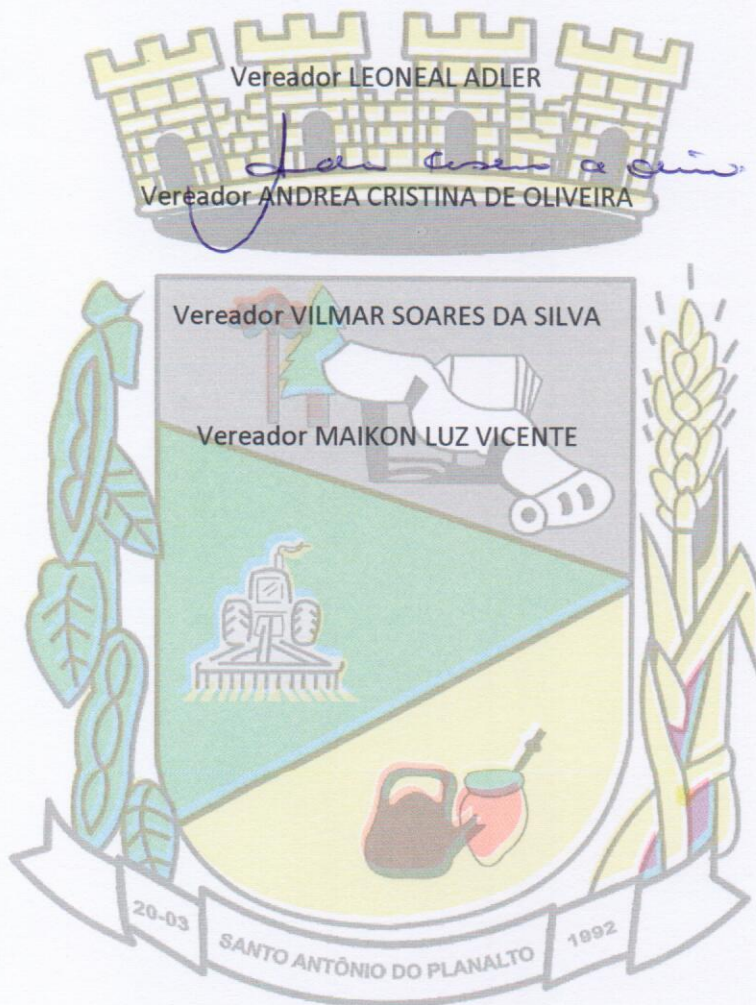 Vereador LEONEAL ADLER
Vereador ANDREA CRISTINA DE OLIVEIRA
Vereador VILMAR SOARES DA SILVA
Vereador MAIKON LUZ VICENTE
20-03 SANTO ANTÔNIO DO PLANALTO 1992